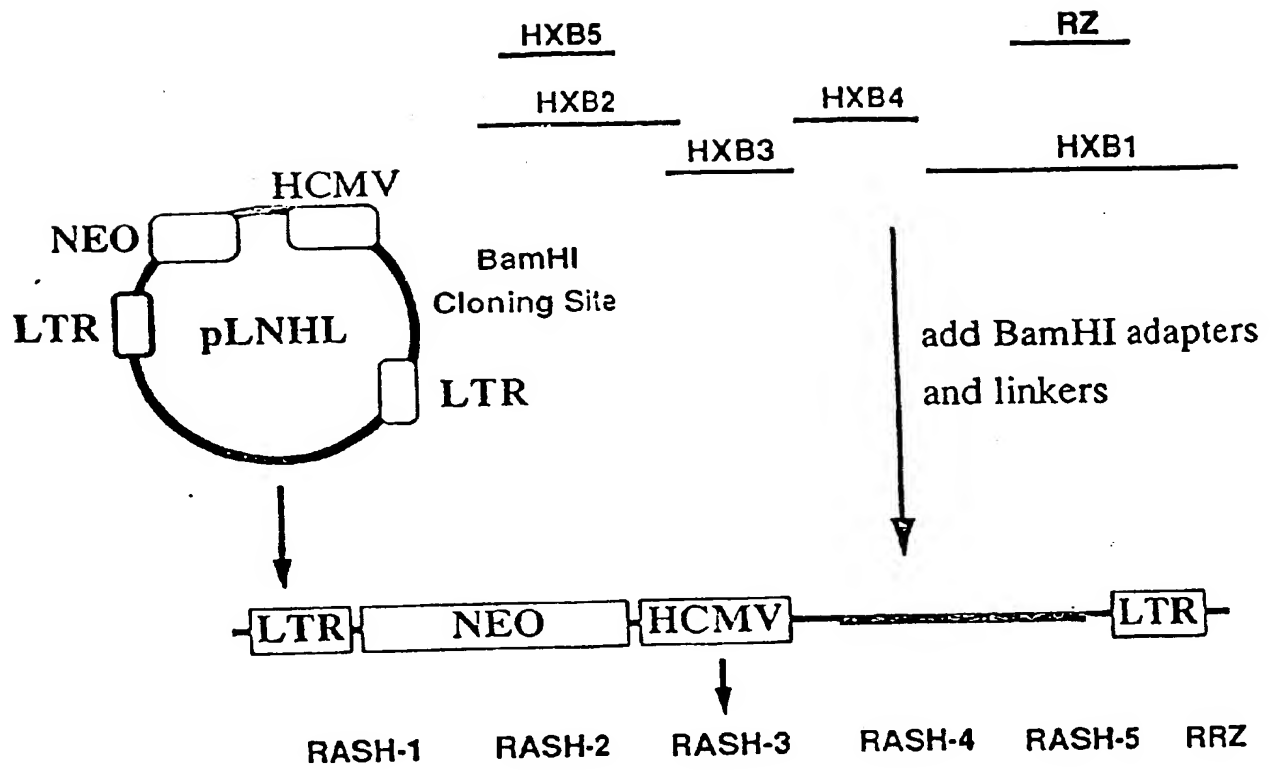 HXB5
RZ
HXB2
HXB4
HXB3
HXB1
HCMV
NEO
BamHI
Cloning Site
LTR
pLNHL
add BamHI adapters
and linkers
LTR
LTR
NEO
HCMV
LTR
RASH-1
RASH-2
RASH-3
RASH-4
RASH-5
RRZ